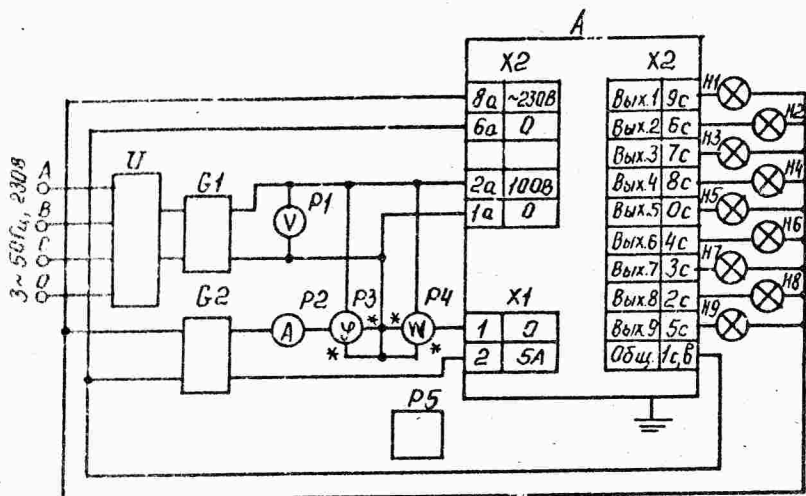 A
X2
X2
8а ~230В
6а 0
2а 100В
1а 0
X1
1 0
2 5А
Вых.1 9с
Вых.2 6с
Вых.3 7с
Вых.4 8с
Вых.5 0с
Вых.6 4с
Вых.7 3с
Вых.8 2с
Вых.9 5с
Общ. 1с,в
H1
H2
H3
H4
H5
H6
H7
H8
H9
3~50Гц, 230В
A
B
C
0
U
G1
G2
V
P1
A
P2
φ
P3
*
*
W
P4
*
*
P5